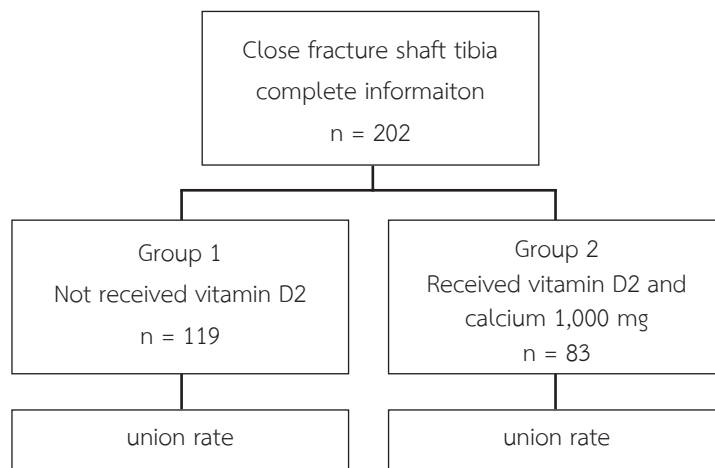 Close fracture shaft tibia
complete informaiton
n = 202
Group 1
Not received vitamin D2
n = 119
Group 2
Received vitamin D2 and
calcium 1,000 mg
n = 83
union rate
union rate